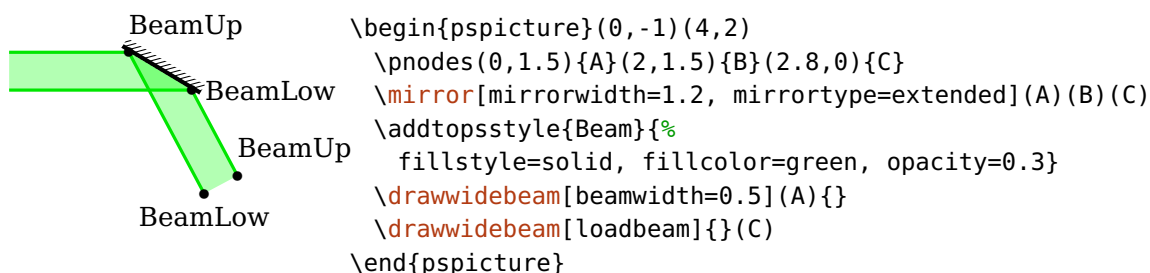 BeamUp
BeamLow
BeamUp
BeamLow
\begin{pspicture}(0,-1)(4,2)
\pnodes(0,1.5){A}(2,1.5){B}(2.8,0){C}
\mirror[mirrorwidth=1.2, mirrortype=extended](A)(B)(C)
\addtopsstyle{Beam}{%
fillstyle=solid, fillcolor=green, opacity=0.3}
\drawwidebeam[beamwidth=0.5](A){}
\drawwidebeam[loadbeam]{}(C)
\end{pspicture}